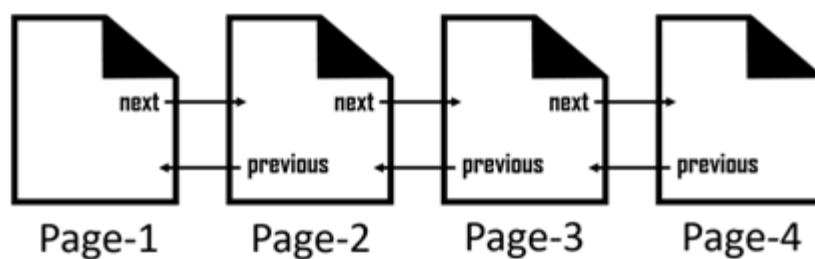 next next next
previous previous previous
Page-1 Page-2 Page-3 Page-4